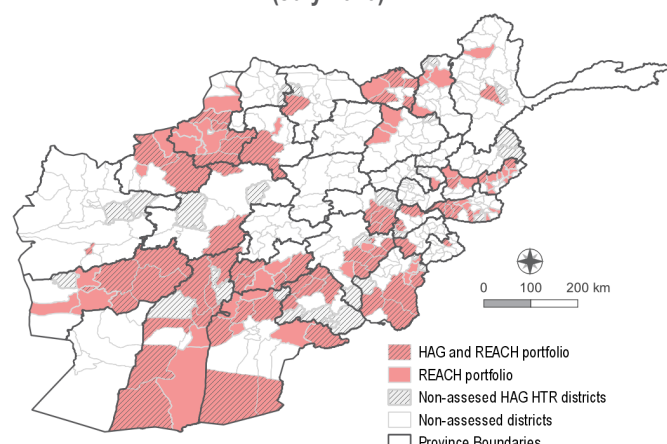 0 100 200 km
HAG and REACH portfolio
REACH portfolio
Non-assesed HAG HTR districts
Non-assessed districts
Province Boundaries